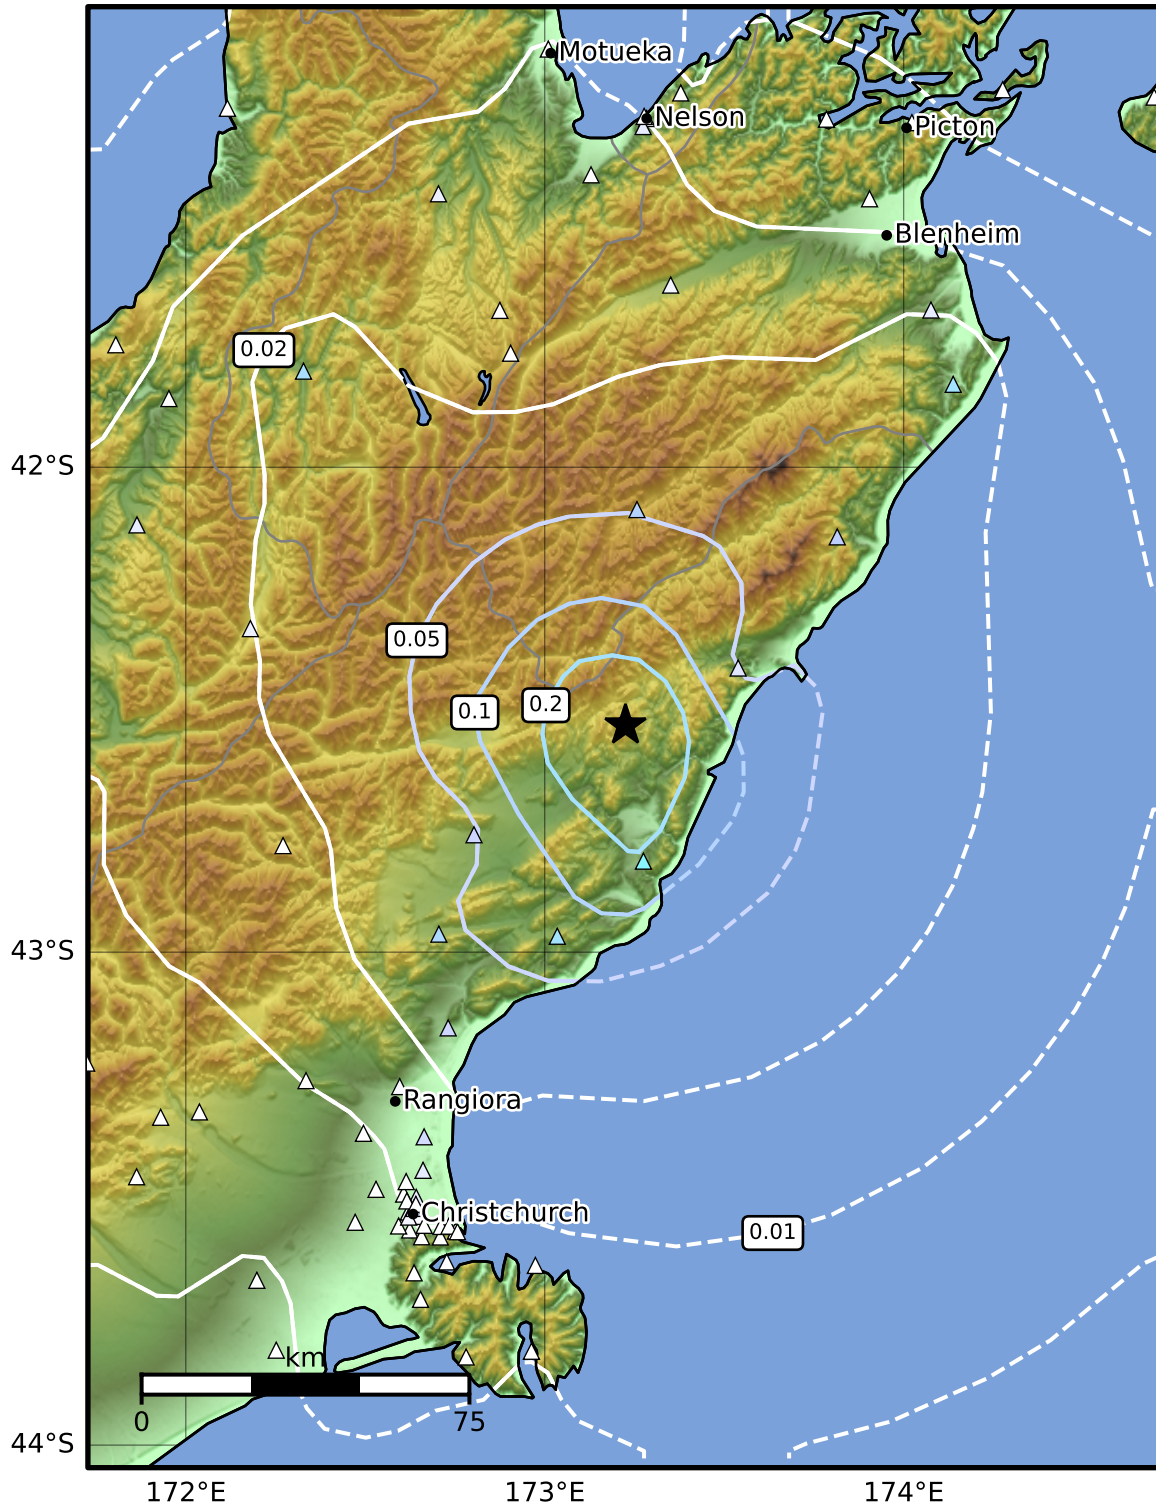 Motueka
Nelson
Picton
Blenheim
0.02
42°S
0.05
0.1
0.2
43°S
Rangiora
Christchurch
0.01
km
0
75
44°S
172°E
173°E
174°E